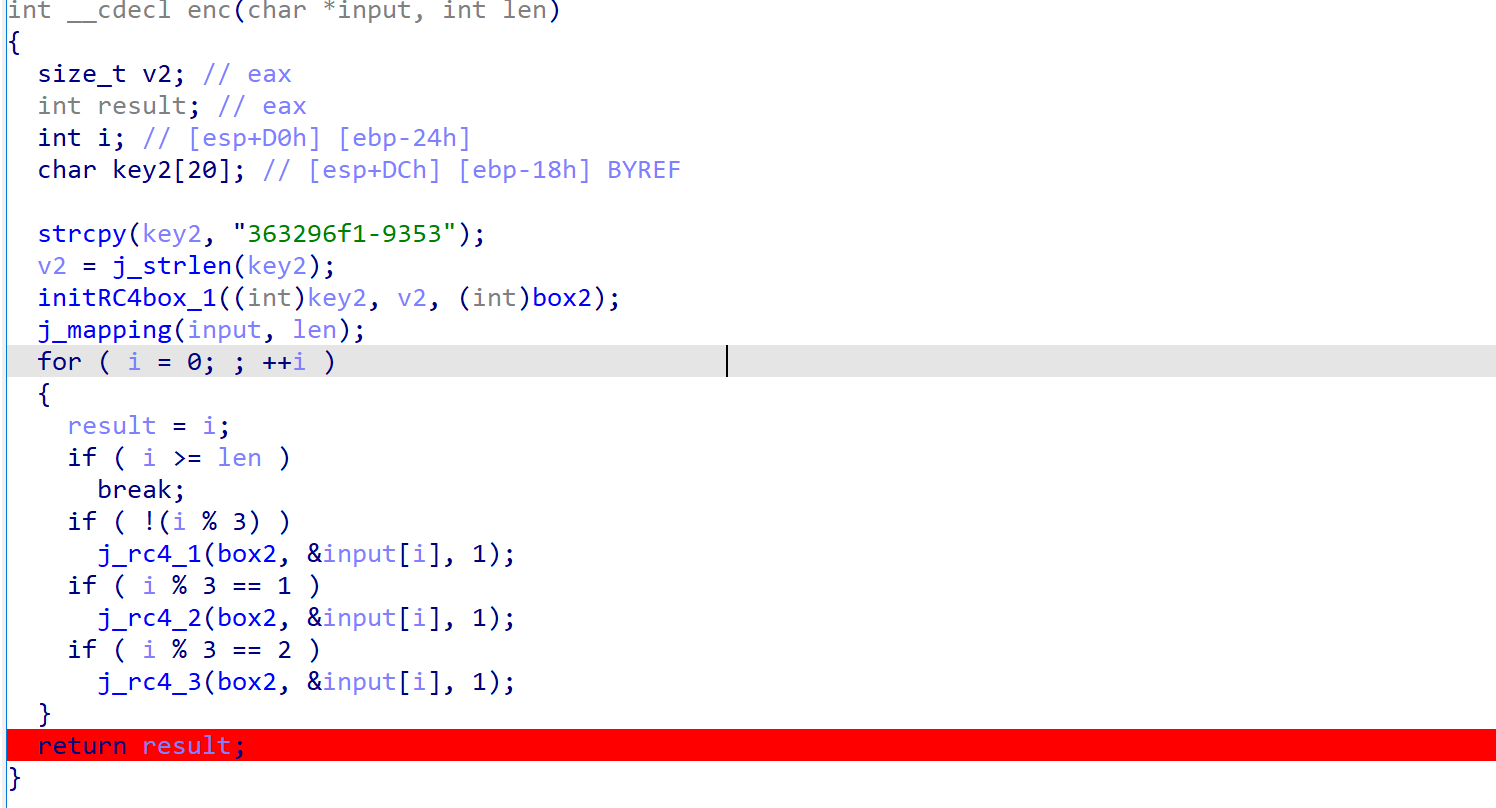 int __cdecl enc(char *input, int len)
{
  size_t v2; // eax
  int result; // eax
  int i; // [esp+D0h] [ebp-24h]
  char key2[20]; // [esp+DCh] [ebp-18h] BYREF

  strcpy(key2, "363296f1-9353");
  v2 = j_strlen(key2);
  initRC4box_1((int)key2, v2, (int)box2);
  j_mapping(input, len);
  for ( i = 0; ; ++i )
  {
    result = i;
    if ( i >= len )
      break;
    if ( !(i % 3) )
      j_rc4_1(box2, &input[i], 1);
    if ( i % 3 == 1 )
      j_rc4_2(box2, &input[i], 1);
    if ( i % 3 == 2 )
      j_rc4_3(box2, &input[i], 1);
  }
  return result;
}